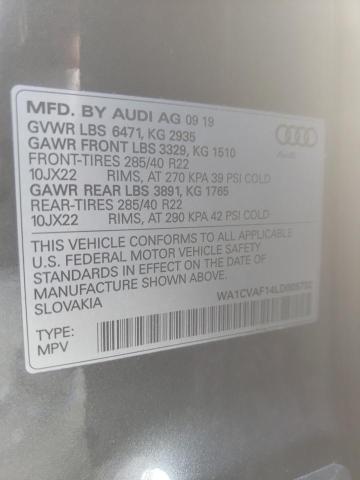 MFD. BY AUDI AG 09 19
GVWR LBS 6471, KG 2935
GAWR FRONT LBS 3329, KG 1510
FRONT-TIRES 285/40 R22
10JX22 RIMS, AT 270 KPA 39 PSI COLD
GAWR REAR LBS 3891, KG 1765
REAR-TIRES 285/40 R22
10JX22 RIMS, AT 290 KPA 42 PSI COLD
THIS VEHICLE CONFORMS TO ALL APPLICABLE
U.S. FEDERAL MOTOR VEHICLE SAFETY
STANDARDS IN EFFECT ON THE DATE OF
MANUFACTURE SHOWN ABOVE.
SLOVAKIA
TYPE:
MPV
Audi